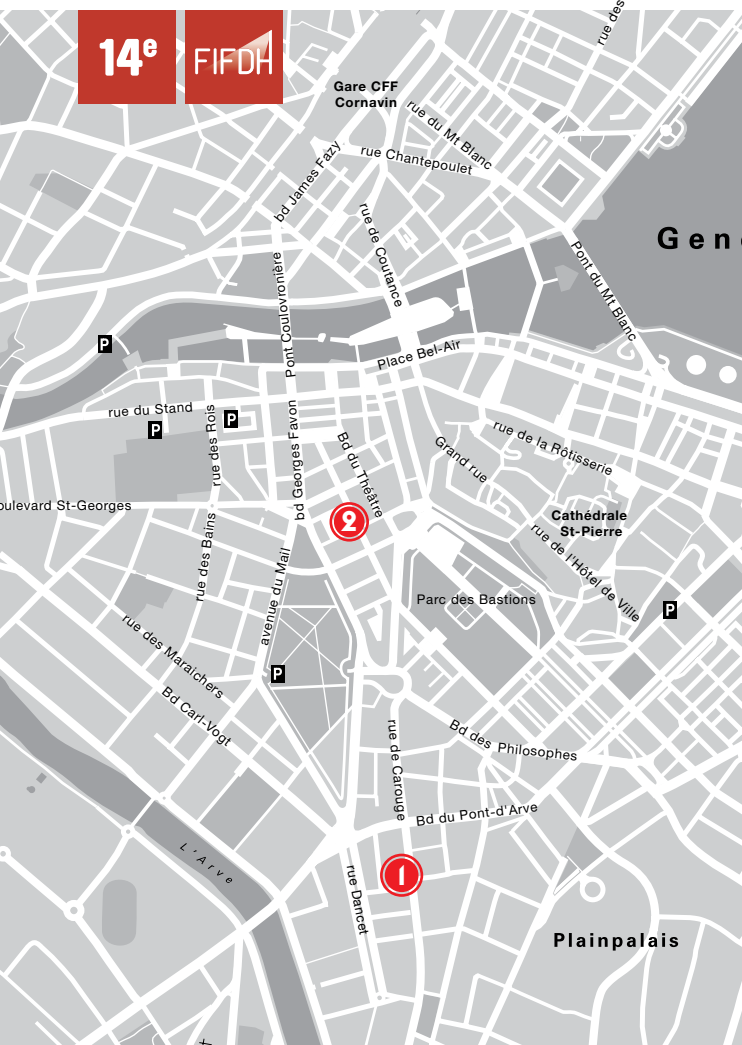 14e
FIFDH
rue des
Gare CFF
Cornavin
rue du Mt Blanc
rue Chantepoulet
bd James Fazy
rue de Coutance
Gen
Pont du Mt Blanc
Pont Coulovronière
P
Place Bel-Air
rue du Stand
P
P
rue des Rois
bd Georges Favon
Bd du Théâtre
Grand rue
rue de la Rôtisserie
oulevard St-Georges
2
Cathédrale
St-Pierre
rue de l'Hôtel de Ville
rue des Bains
avenue du Mail
Parc des Bastions
P
rue des Maraichers
P
Bd Carl-Vogt
rue de Carouge
Bd des Philosophes
Bd du Pont-d'Arve
L'Arve
1
rue Dancet
Plainpalais